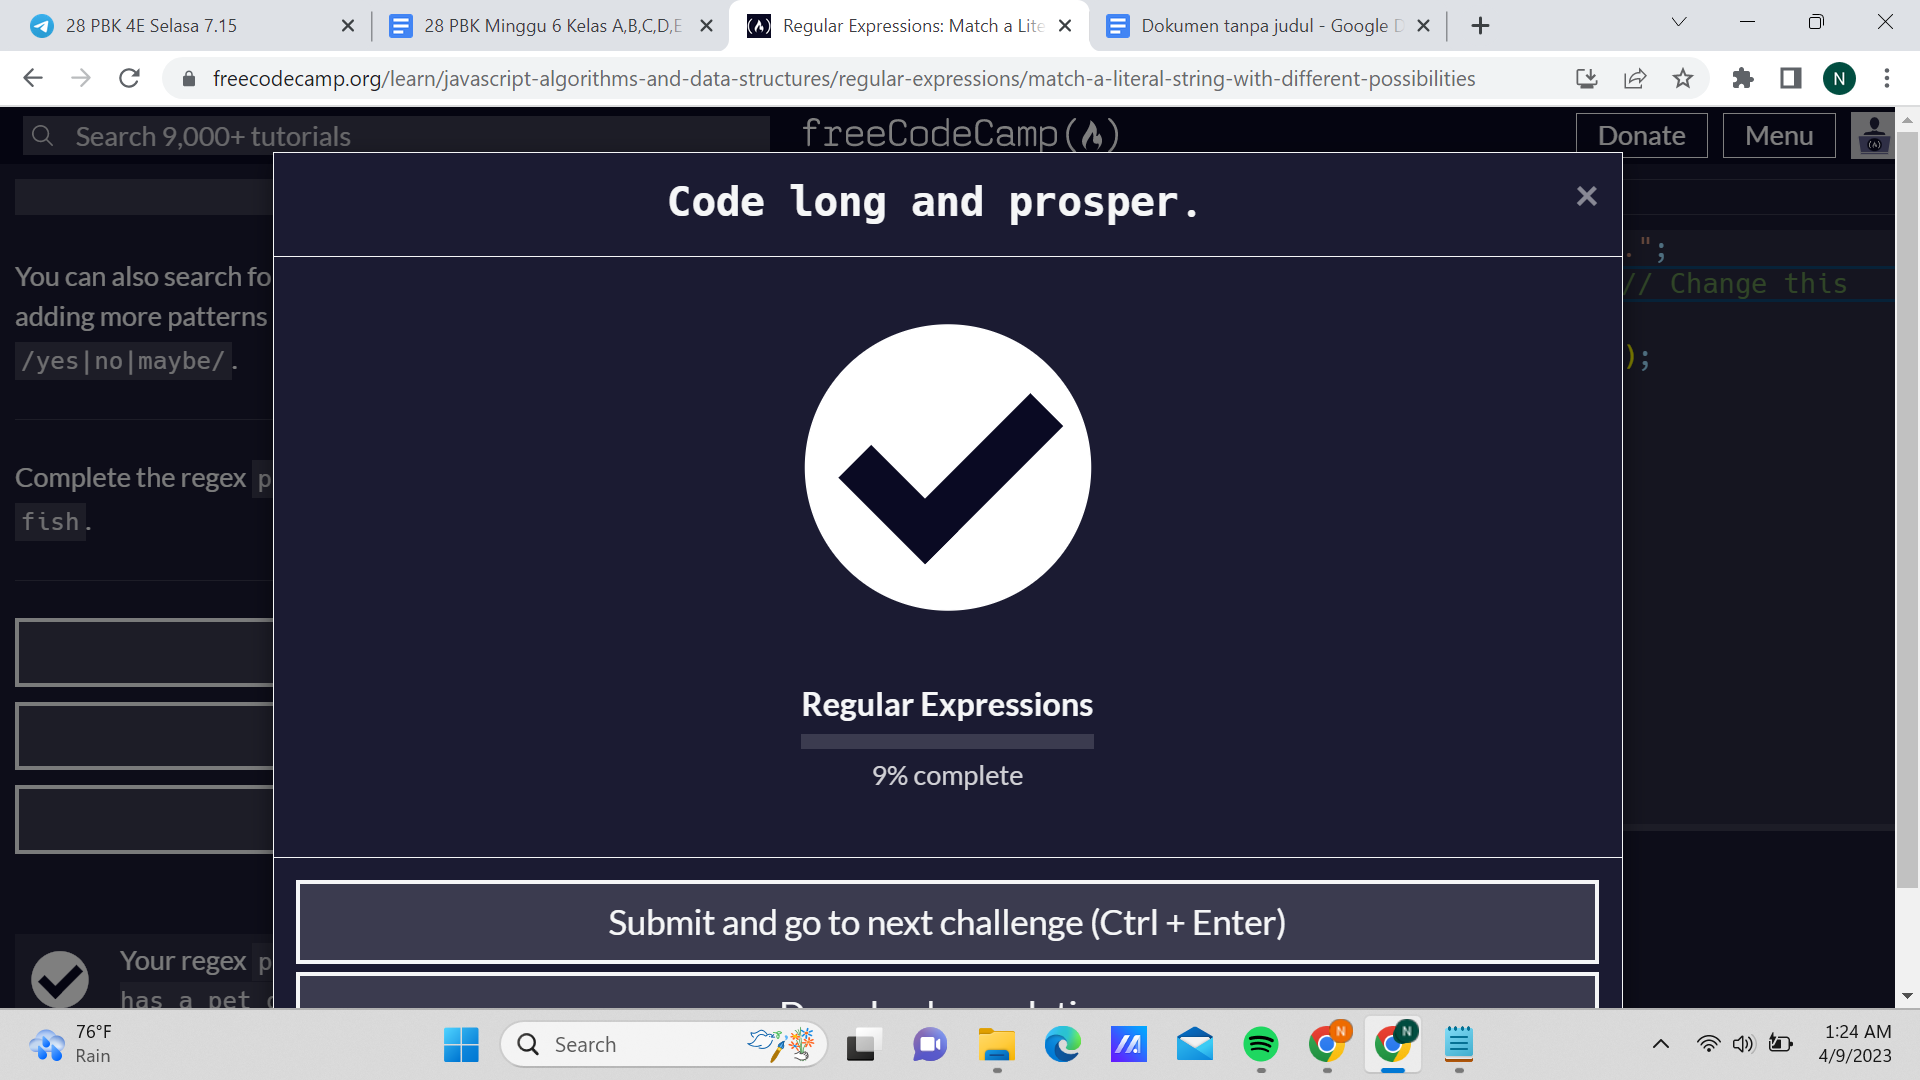 28 PBK 4E Selasa 7.15
28 PBK Minggu 6 Kelas A,B,C,D,E
Regular Expressions: Match a Lite
Dokumen tanpa judul - Google D
freecodecamp.org/learn/javascript-algorithms-and-data-structures/regular-expressions/match-a-literal-string-with-different-possibilities
N
Search 9,000+ tutorials
freeCodeCamp(🔥)
Donate
Menu
Code long and prosper.
×
.";
// Change this
);
You can also search fo
adding more patterns
/yes|no|maybe/.
Complete the regex p
fish.
Regular Expressions
9% complete
Submit and go to next challenge (Ctrl + Enter)
Your regex p
has a pet
76°F
Rain
Search
N
N
1:24 AM
4/9/2023